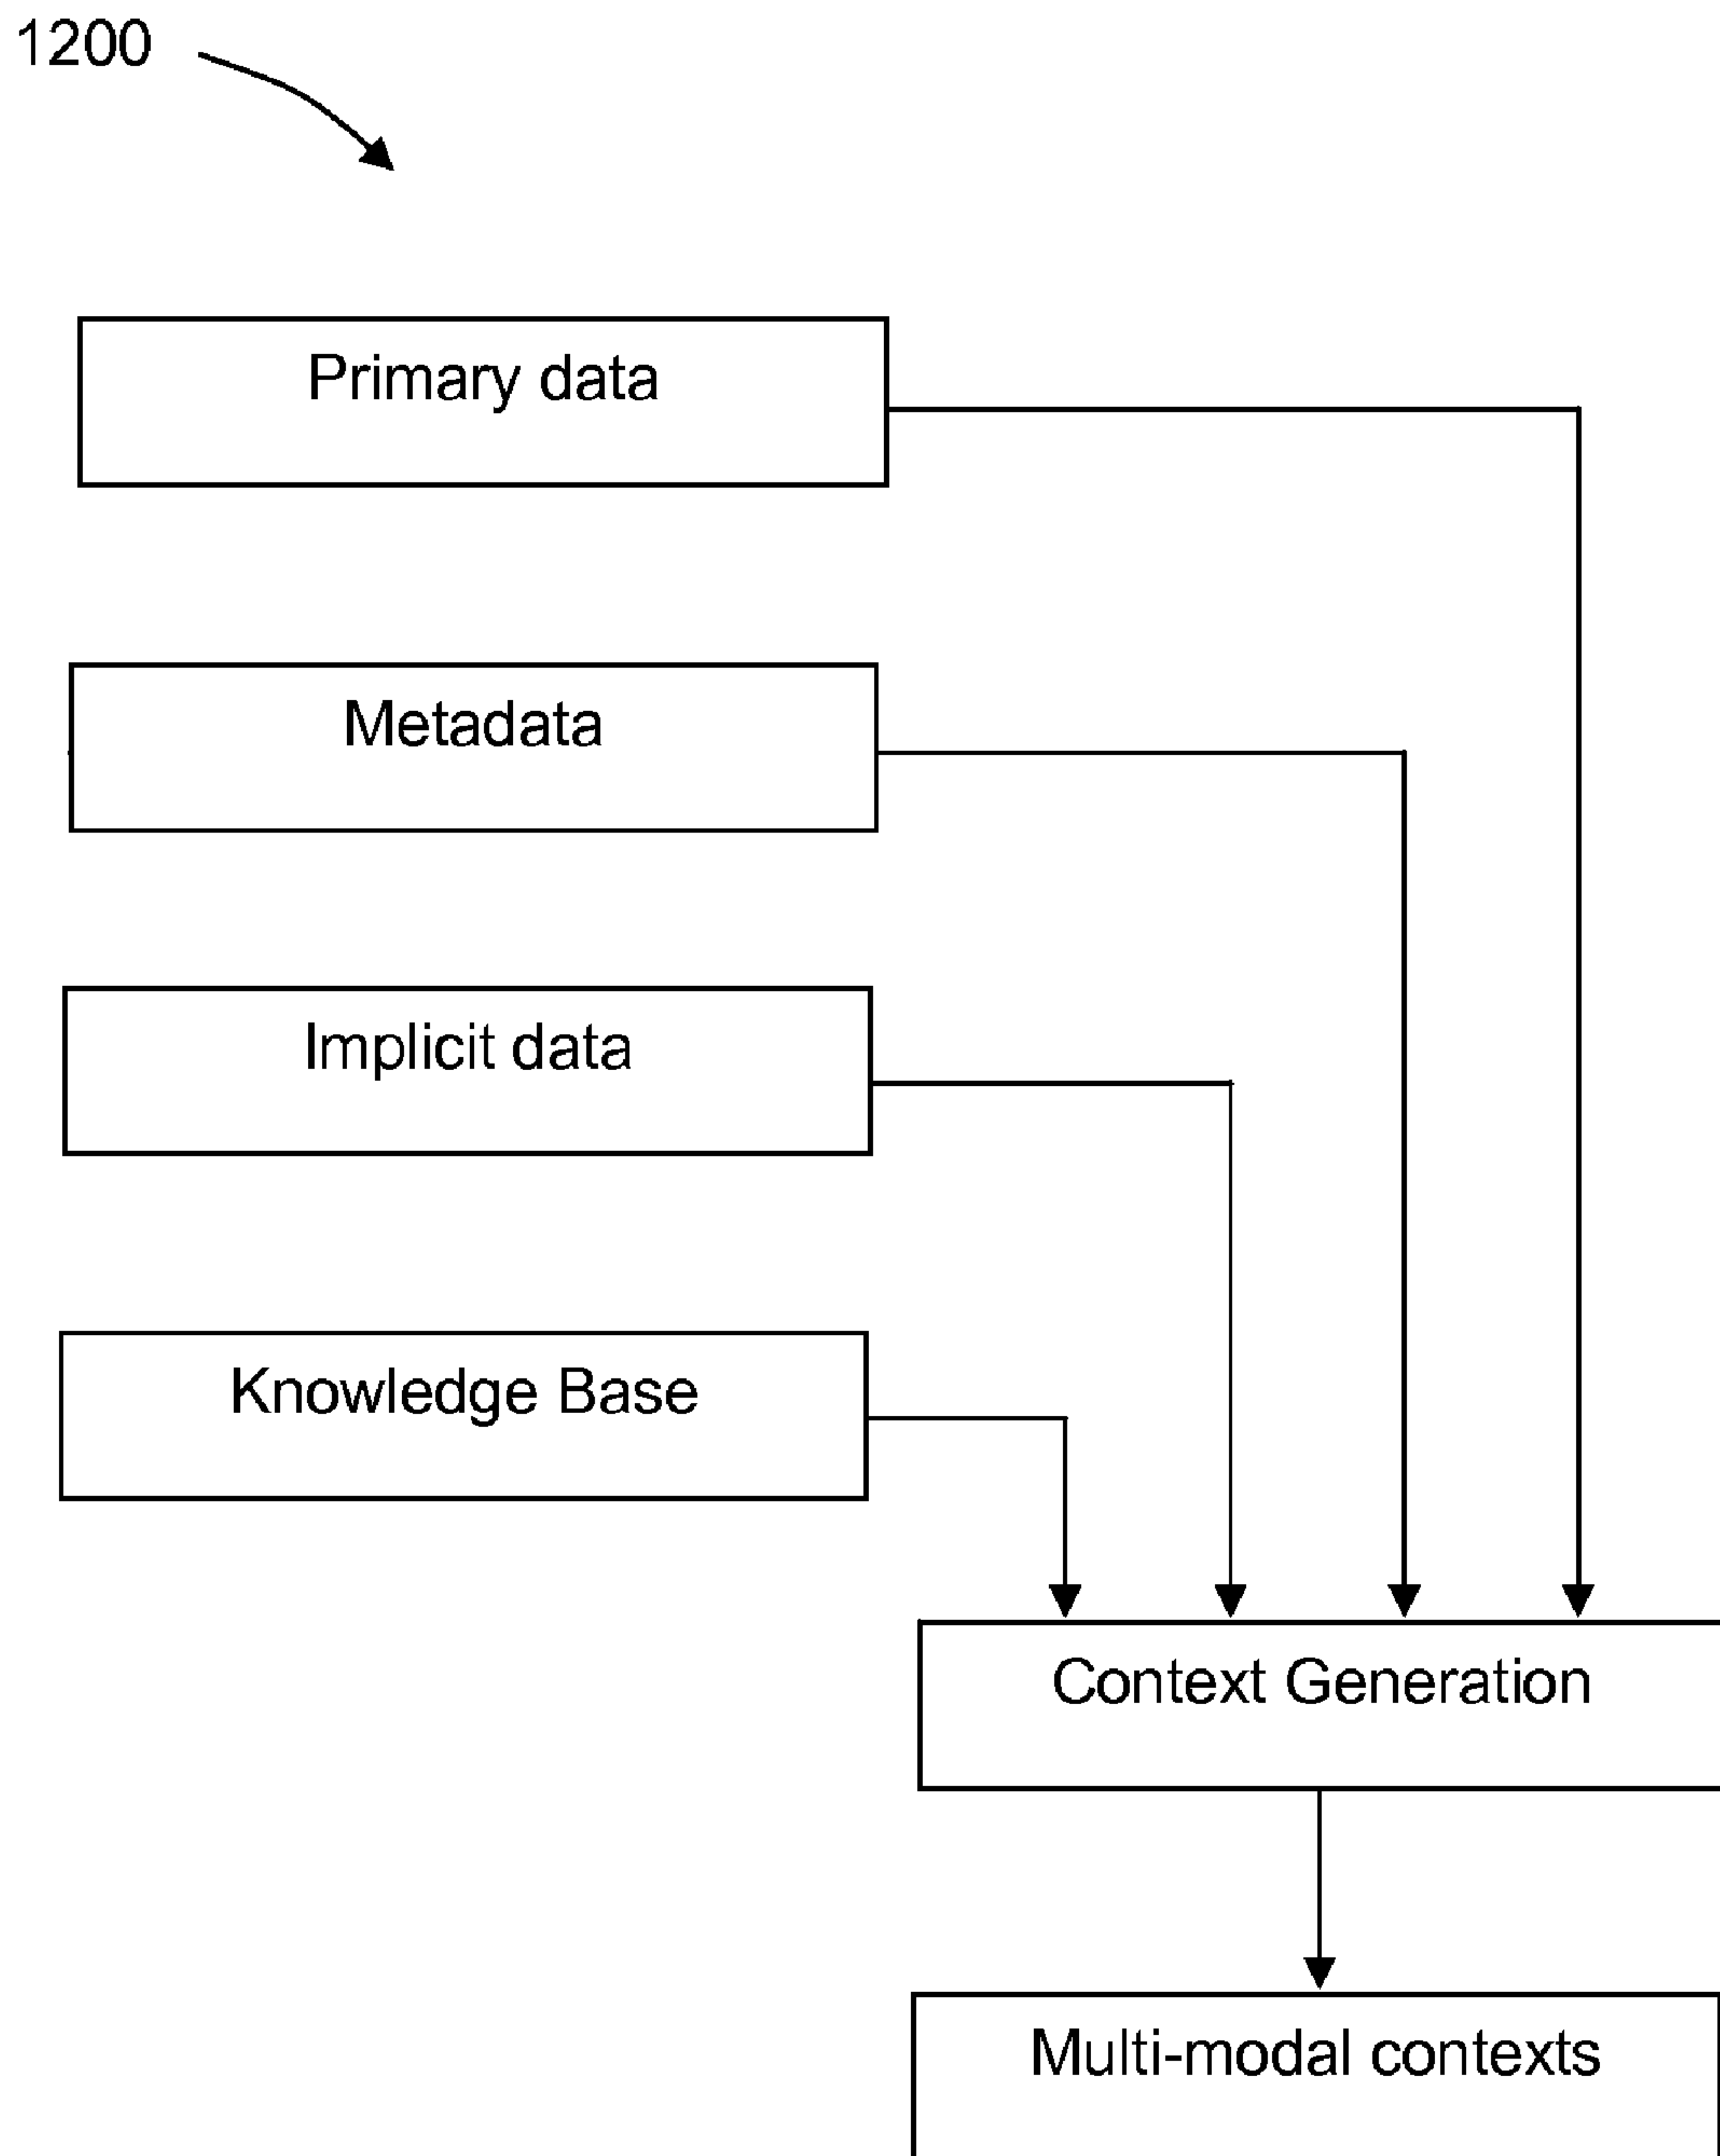 1200
Primary data
Metadata
Implicit data
Knowledge Base
Context Generation
Multi-modal contexts